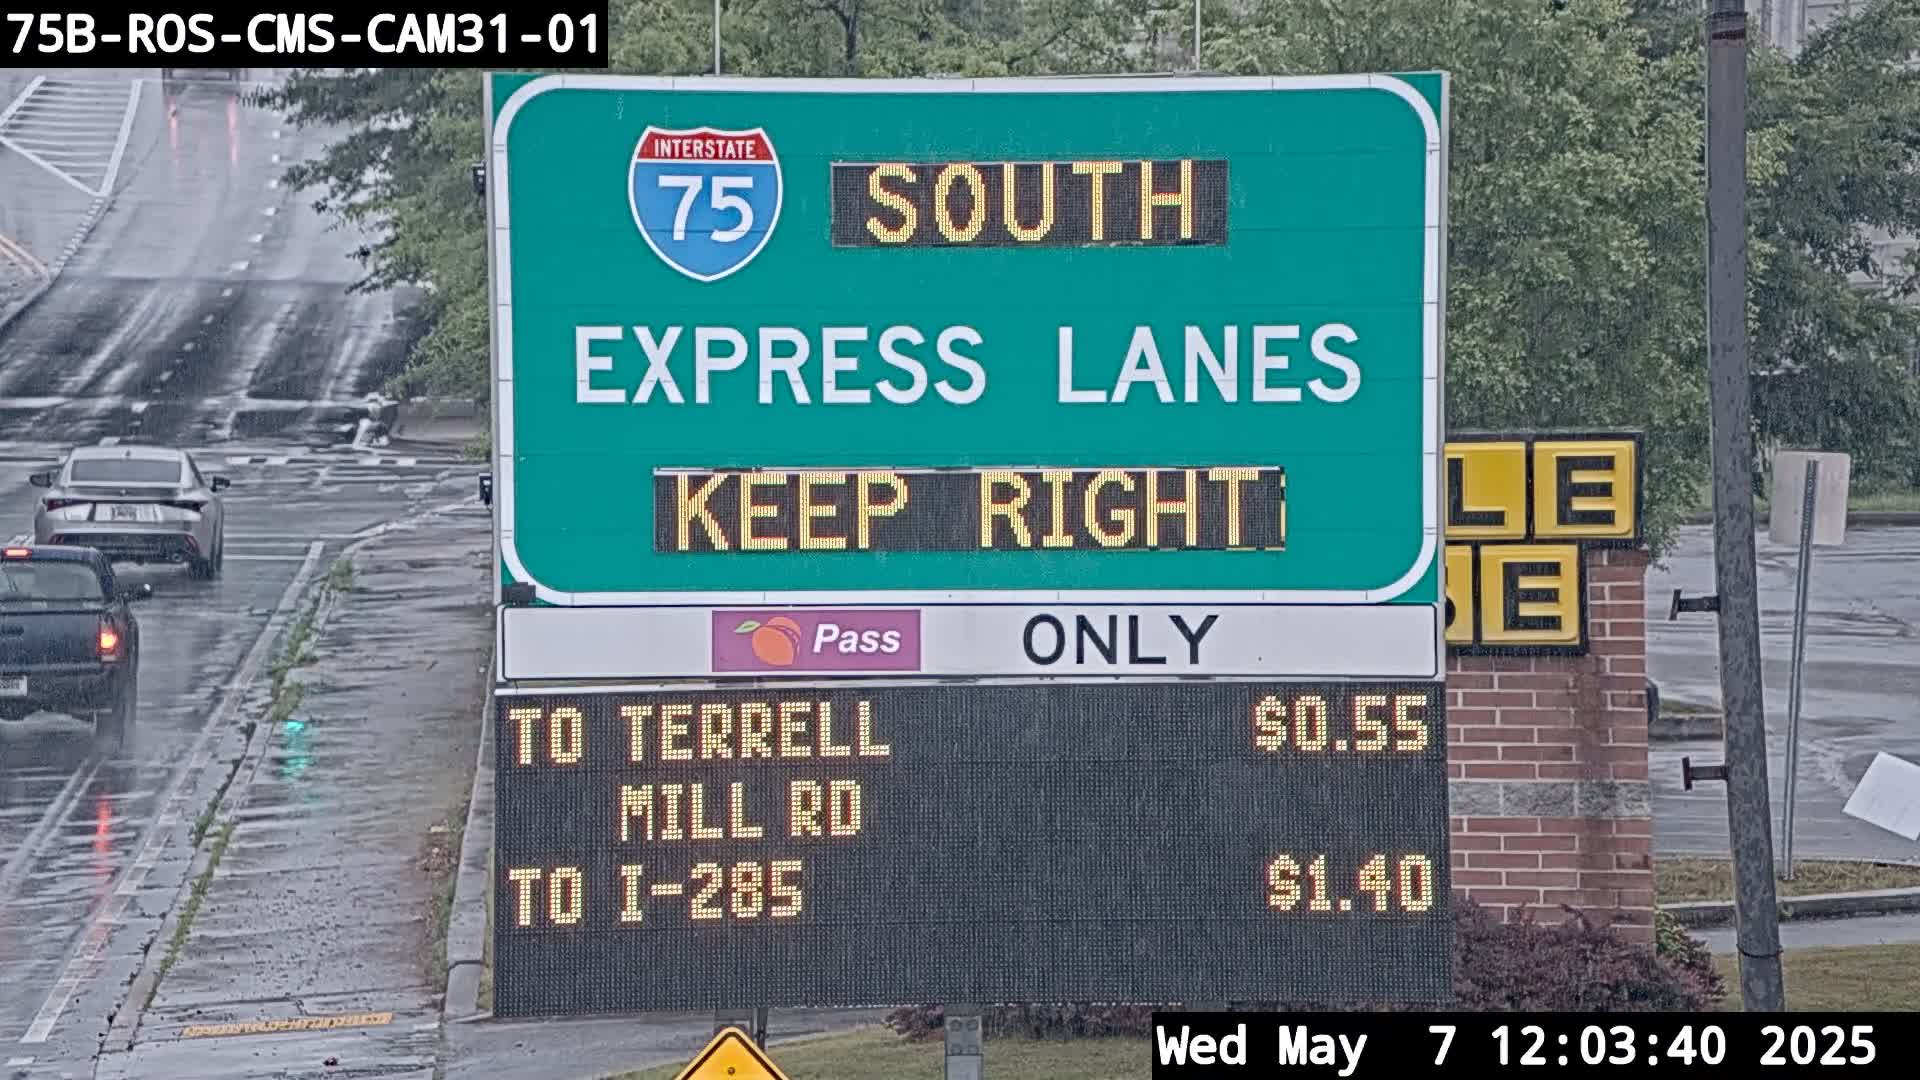 75B-ROS-CMS-CAM31-01
INTERSTATE
75
SOUTH
EXPRESS LANES
KEEP RIGHT
Pass ONLY
TO TERRELL $0.55
MILL RD
TO I-285 $1.40
LE
E
Wed May 7 12:03:40 2025